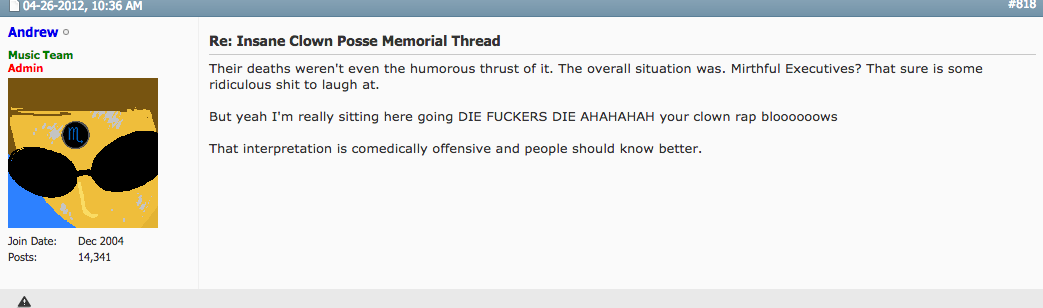 04-26-2012, 10:36 AM
#818
Andrew
Music Team
Admin
Re: Insane Clown Posse Memorial Thread
Their deaths weren't even the humorous thrust of it. The overall situation was. Mirthful Executives? That sure is some
ridiculous shit to laugh at.
But yeah I'm really sitting here going DIE FUCKERS DIE AHAHAHAH your clown rap bloooooows
That interpretation is comedically offensive and people should know better.
♏
Join Date: Dec 2004
Posts: 14,341